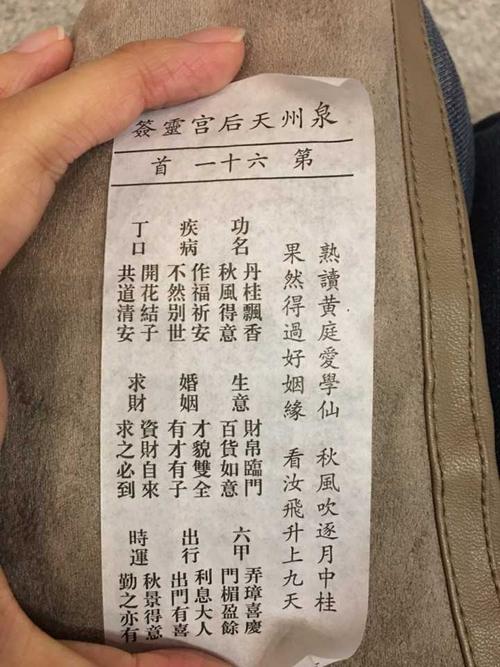 泉州天后宫靈簽
第六十一首
熟讀黄庭愛學仙 秋風吹逐月中桂
果然得過好姻緣 看汝飛升上九天
功名
丹桂飄香
秋風得意
疾病
作福祈安
不然别世
丁口
開花結子
共道清安
生意
財帛臨門
百貨如意
婚姻
才貌雙全
有才有子
求財
資財自來
求之必到
六甲
弄璋喜慶
門楣盈餘
出行
利息大人
出門有喜
時運
秋景得意
勤之亦有